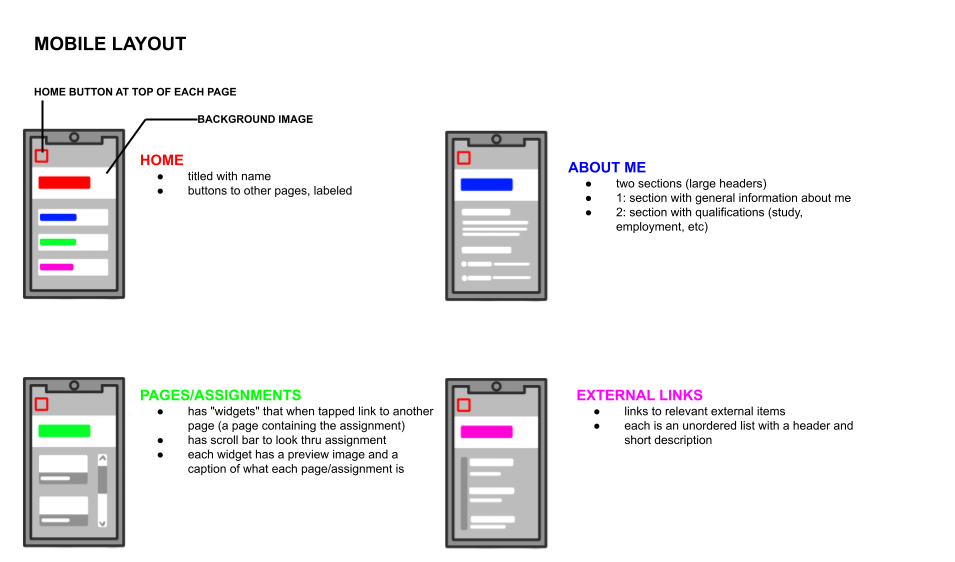 MOBILE LAYOUT
HOME BUTTON AT TOP OF EACH PAGE
BACKGROUND IMAGE
HOME
● titled with name
● buttons to other pages, labeled
ABOUT ME
● two sections (large headers)
● 1: section with general information about me
● 2: section with qualifications (study,
employment, etc)
PAGES/ASSIGNMENTS
● has "widgets" that when tapped link to another
page (a page containing the assignment)
● has scroll bar to look thru assignment
● each widget has a preview image and a
caption of what each page/assignment is
EXTERNAL LINKS
● links to relevant external items
● each is an unordered list with a header and
short description